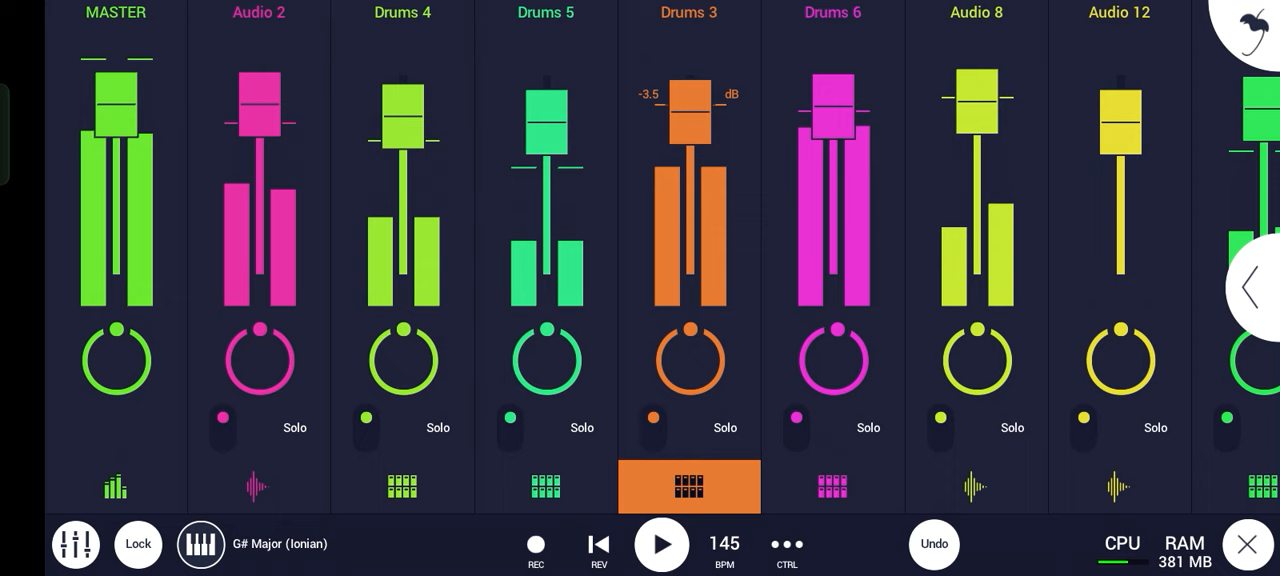 MASTER
Audio 2
Drums 4
Drums 5
Drums 3
Drums 6
Audio 8
Audio 12
-3.5 dB
Solo
Solo
Solo
Solo
Solo
Solo
Solo
Lock
G# Major (Ionian)
REC
REV
145
BPM
CTRL
Undo
CPU
RAM
381 MB